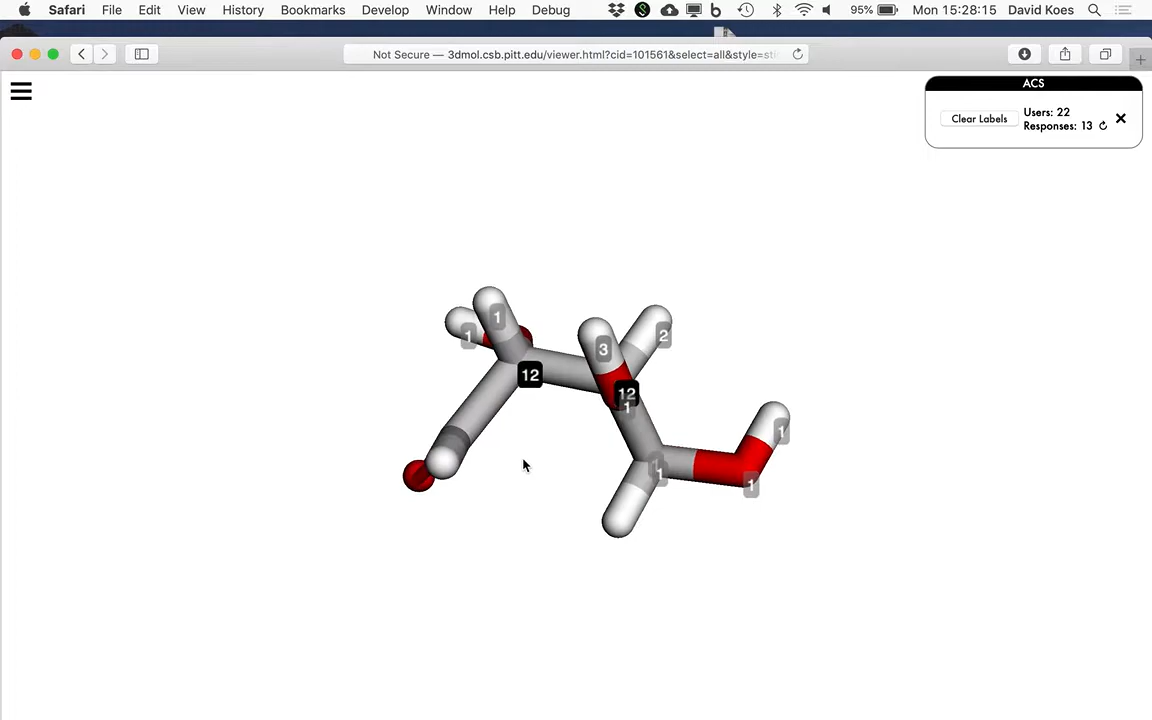 Safari File Edit View History Bookmarks Develop Window Help Debug 95% Mon 15:28:15 David Koes
Not Secure — 3dmol.csb.pitt.edu/viewer.html?cid=101561&select=all&style=sti
ACS
Clear Labels
Users: 22
Responses: 13
1
1
3
2
12
12
1
1
1
1
1